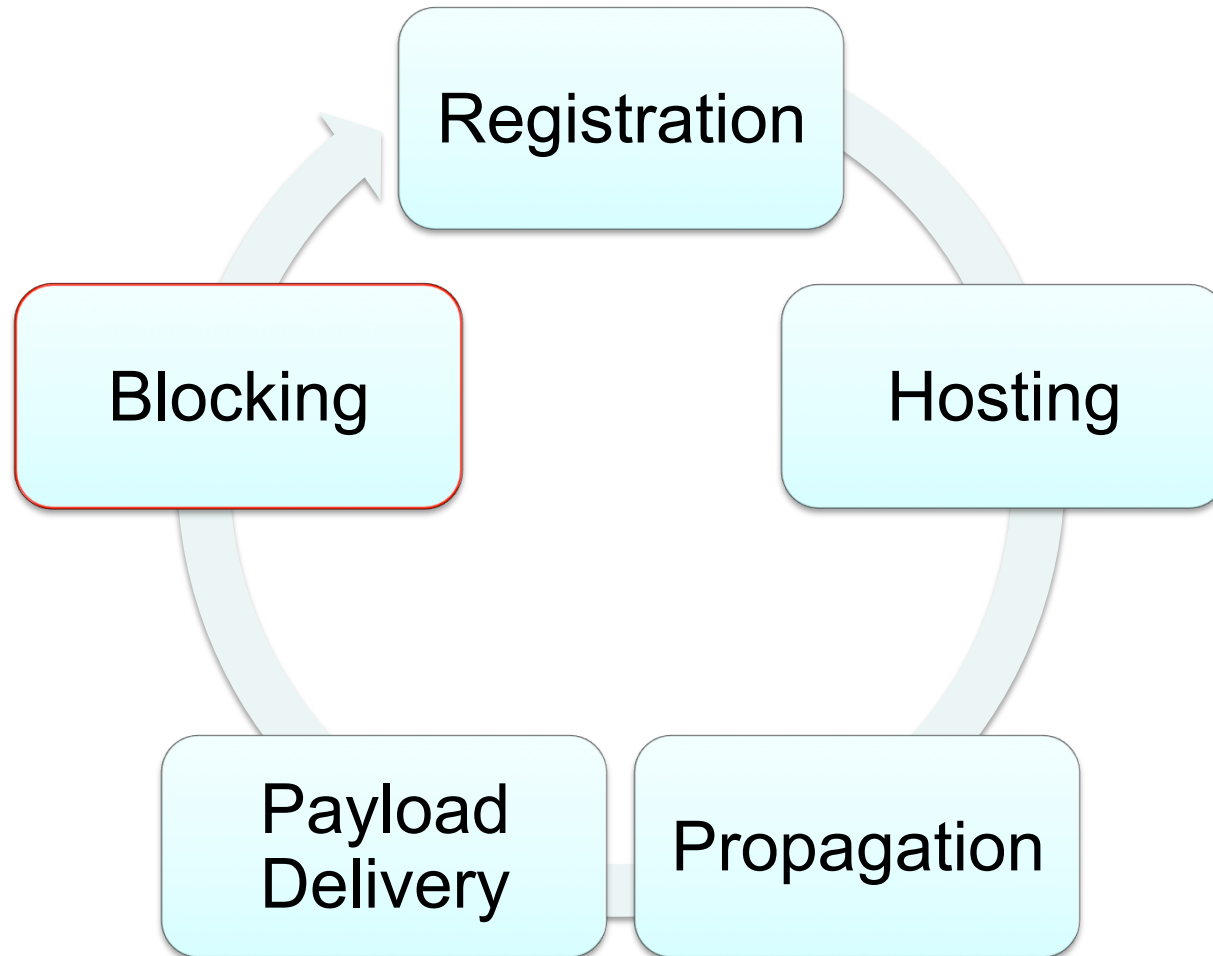 Registration
Hosting
Propagation
Payload
Delivery
Blocking